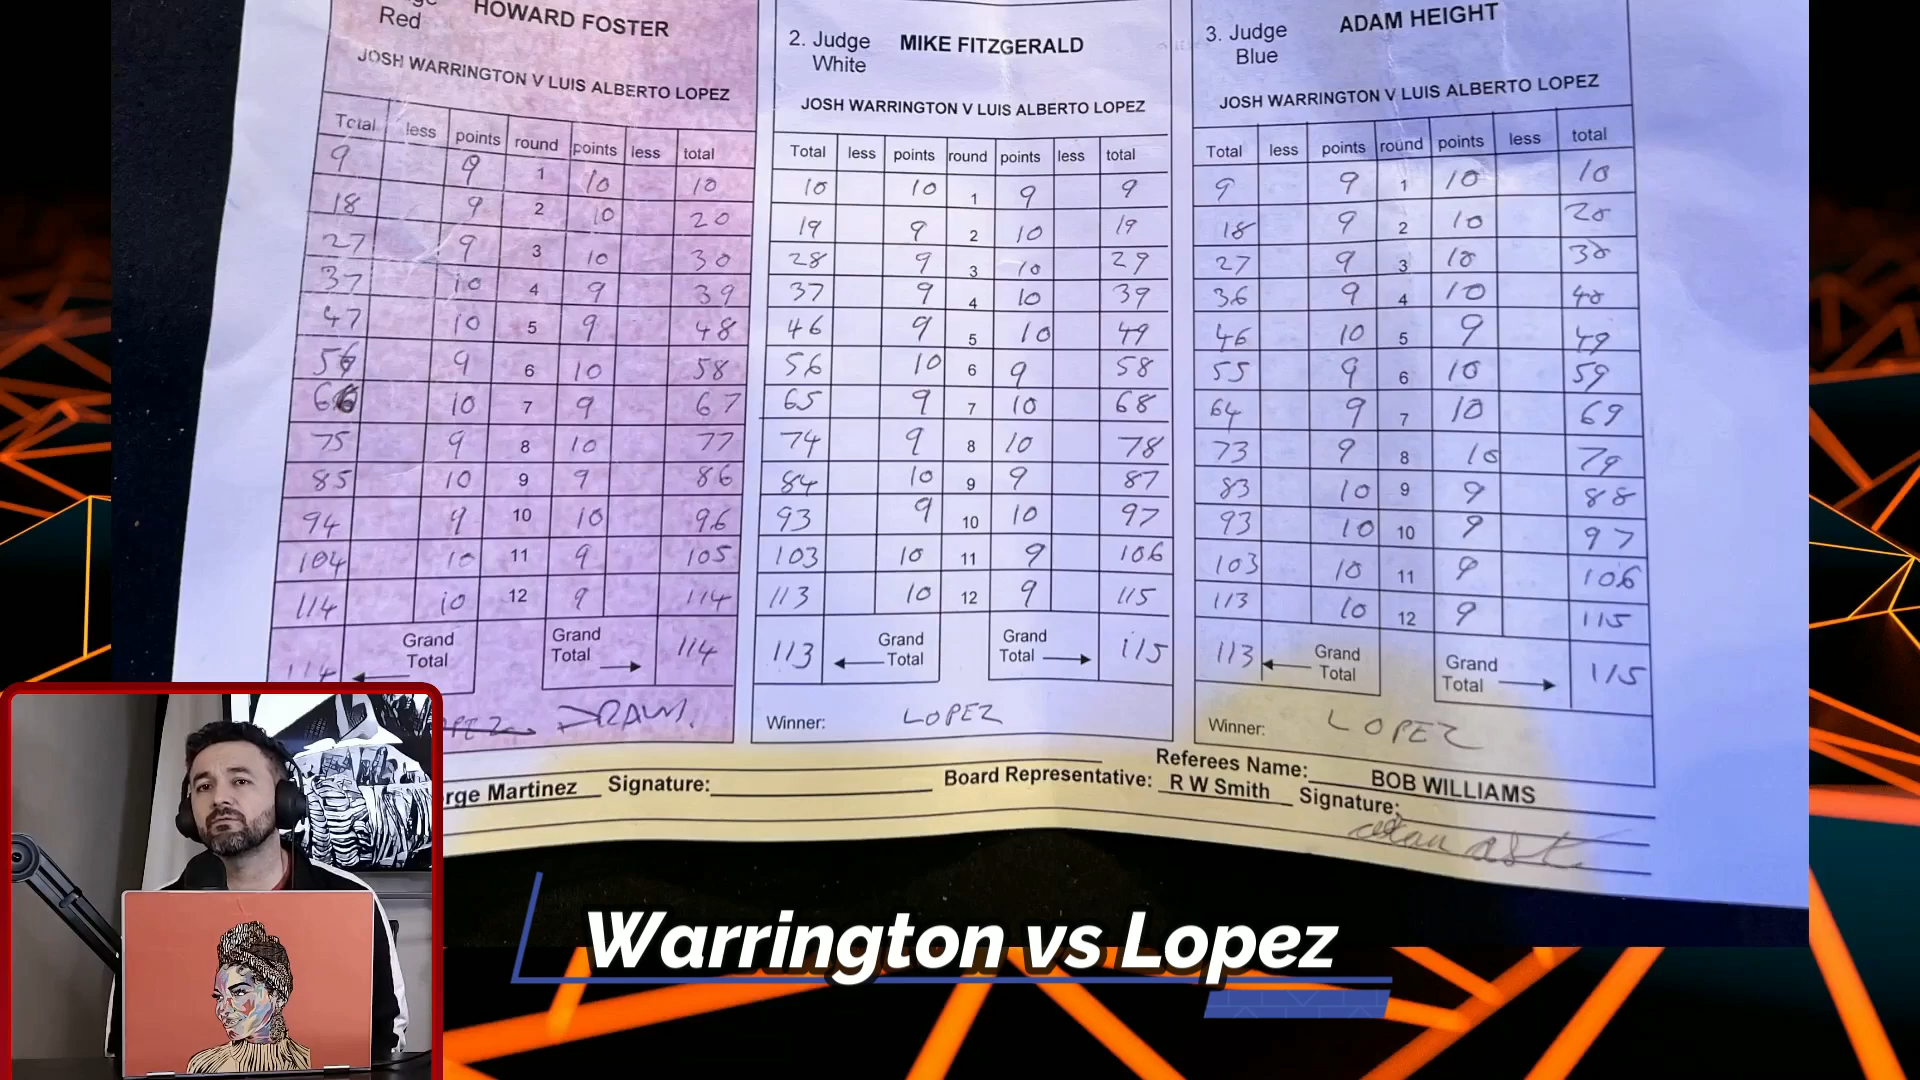 Red
HOWARD FOSTER
JOSH WARRINGTON V LUIS ALBERTO LOPEZ
Total less points round points less total
9 9 1 10 10
18 9 2 10 20
27 9 3 10 30
37 10 4 9 39
47 10 5 9 48
56 9 6 10 58
66 10 7 9 67
75 9 8 10 77
85 10 9 9 86
94 9 10 10 96
104 10 11 9 105
114 10 12 9 114
114 Grand Total Grand Total 114
DRAW.
2. Judge White
MIKE FITZGERALD
JOSH WARRINGTON V LUIS ALBERTO LOPEZ
Total less points round points less total
10 10 1 9 9
19 9 2 10 19
28 9 3 10 29
37 9 4 10 39
46 9 5 10 49
56 10 6 9 58
65 9 7 10 68
74 9 8 10 78
84 10 9 9 87
93 9 10 10 97
103 10 11 9 106
113 10 12 9 115
113 Grand Total Grand Total 115
Winner: LOPEZ
3. Judge Blue
ADAM HEIGHT
JOSH WARRINGTON V LUIS ALBERTO LOPEZ
Total less points round points less total
9 9 1 10 10
18 9 2 10 20
27 9 3 10 30
36 9 4 10 40
46 10 5 9 49
55 9 6 10 59
64 9 7 10 69
73 9 8 10 79
83 10 9 9 88
93 10 10 9 97
103 10 11 9 106
113 10 12 9 115
113 Grand Total Grand Total 115
Winner: LOPEZ
Martinez Signature:
Board Representative: R W Smith
Referees Name: BOB WILLIAMS
Signature:
Warrington vs Lopez